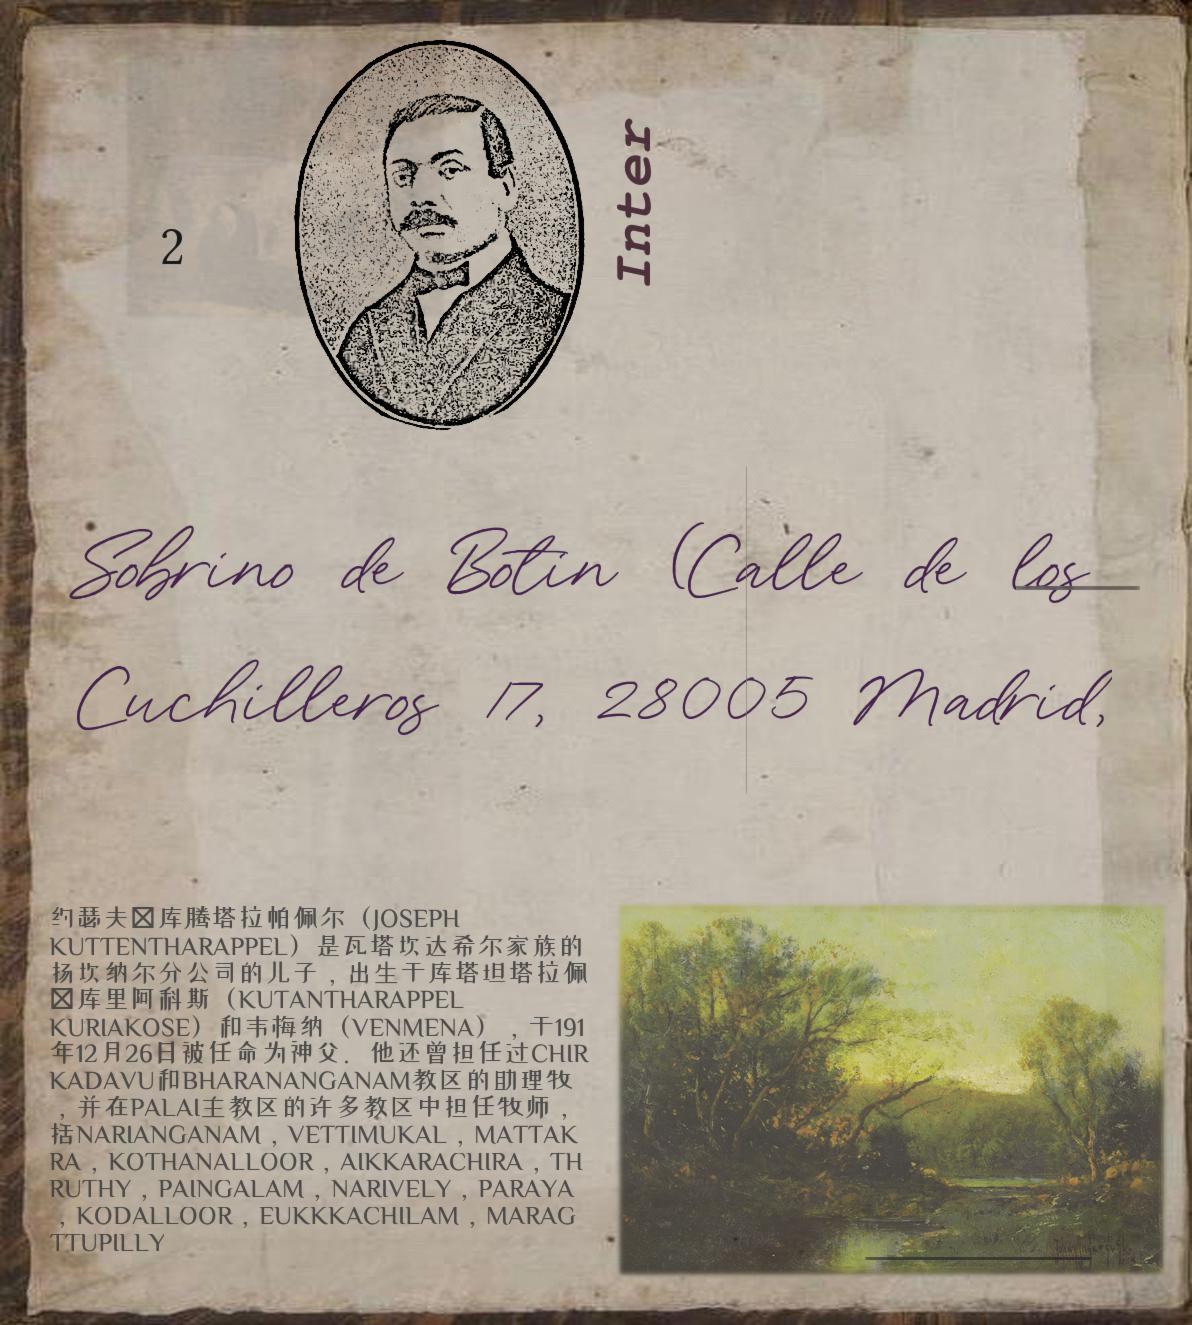 2
Inter
Sobrino de Botin (Calle de los
Cuchilleros 17, 28005 Madrid,
约瑟夫库腾塔拉帕佩尔（JOSEPH
KUTTENTHARAPPEL）是瓦塔坎达希尔家族的
扬坎纳尔分公司的儿子，出生于库塔坦塔拉佩
库里阿科斯（KUTANTHARAPPEL
KURIAKOSE）和韦梅纳（VENMENA），于191
年12月26日被任命为神父．他还曾担任过CHIR
KADAVU和BHARANANGANAM教区的助理牧
，并在PALAI主教区的许多教区中担任牧师，
括NARIANGANAM，VETTIMUKAL，MATTAK
RA，KOTHANALLOOR，AIKKARACHIRA，TH
RUTHY，PAINGALAM，NARIVELY，PARAYA
，KODALLOOR，EUKKKACHILAM，MARAG
TTUPILLY